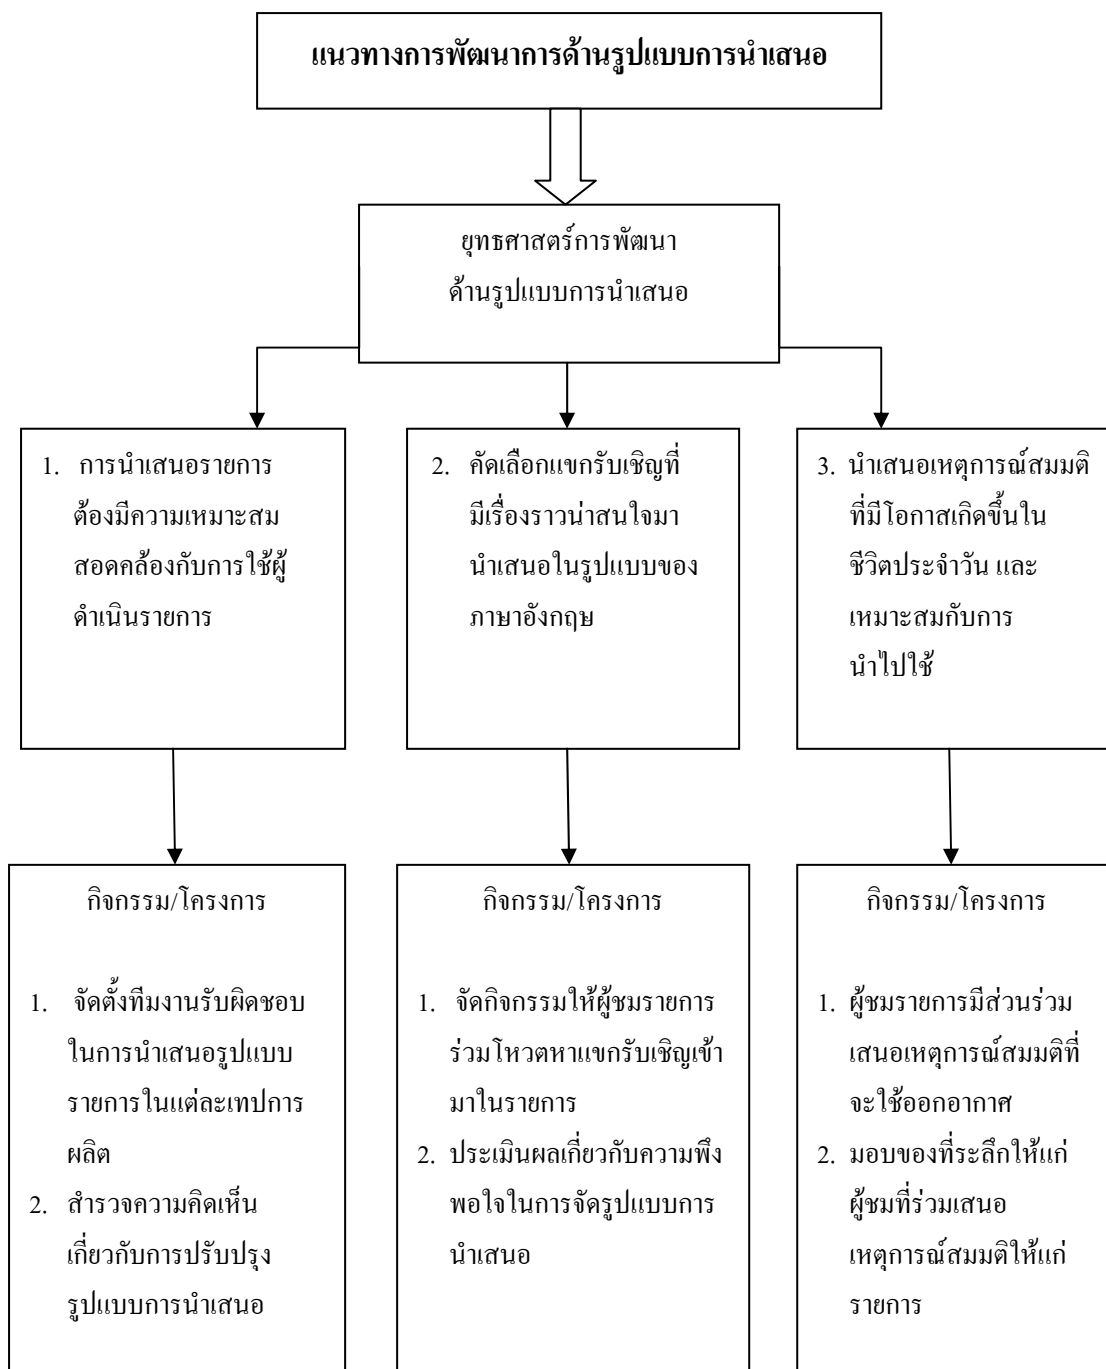 แนวทางการพัฒนาการด้านรูปแบบการนำเสนอ
ยุทธศาสตร์การพัฒนา
ด้านรูปแบบการนำเสนอ
1. การนำเสนอรายการ
ต้องมีความเหมาะสม
สอดคล้องกับการใช้ผู้
ดำเนินรายการ
2. คัดเลือกแขกรับเชิญที่
มีเรื่องราวน่าสนใจมา
นำเสนอในรูปแบบของ
ภาษาอังกฤษ
3. นำเสนอเหตุการณ์สมมติ
ที่มีโอกาสเกิดขึ้นใน
ชีวิตประจำวัน และ
เหมาะสมกับการ
นำไปใช้
กิจกรรม/โครงการ
1. จัดตั้งทีมงานรับผิดชอบ
ในการนำเสนอรูปแบบ
รายการในแต่ละเทปการ
ผลิต
2. สำรวจความคิดเห็น
เกี่ยวกับการปรับปรุง
รูปแบบการนำเสนอ
กิจกรรม/โครงการ
1. จัดกิจกรรมให้ผู้ชมรายการ
ร่วมโหวตหาแขกรับเชิญเข้า
มาในรายการ
2. ประเมินผลเกี่ยวกับความพึง
พอใจในการจัดรูปแบบการ
นำเสนอ
กิจกรรม/โครงการ
1. ผู้ชมรายการมีส่วนร่วม
เสนอเหตุการณ์สมมติที่
จะใช้ออกอากาศ
2. มอบของที่ระลึกให้แก่
ผู้ชมที่ร่วมเสนอ
เหตุการณ์สมมติให้แก่
รายการ